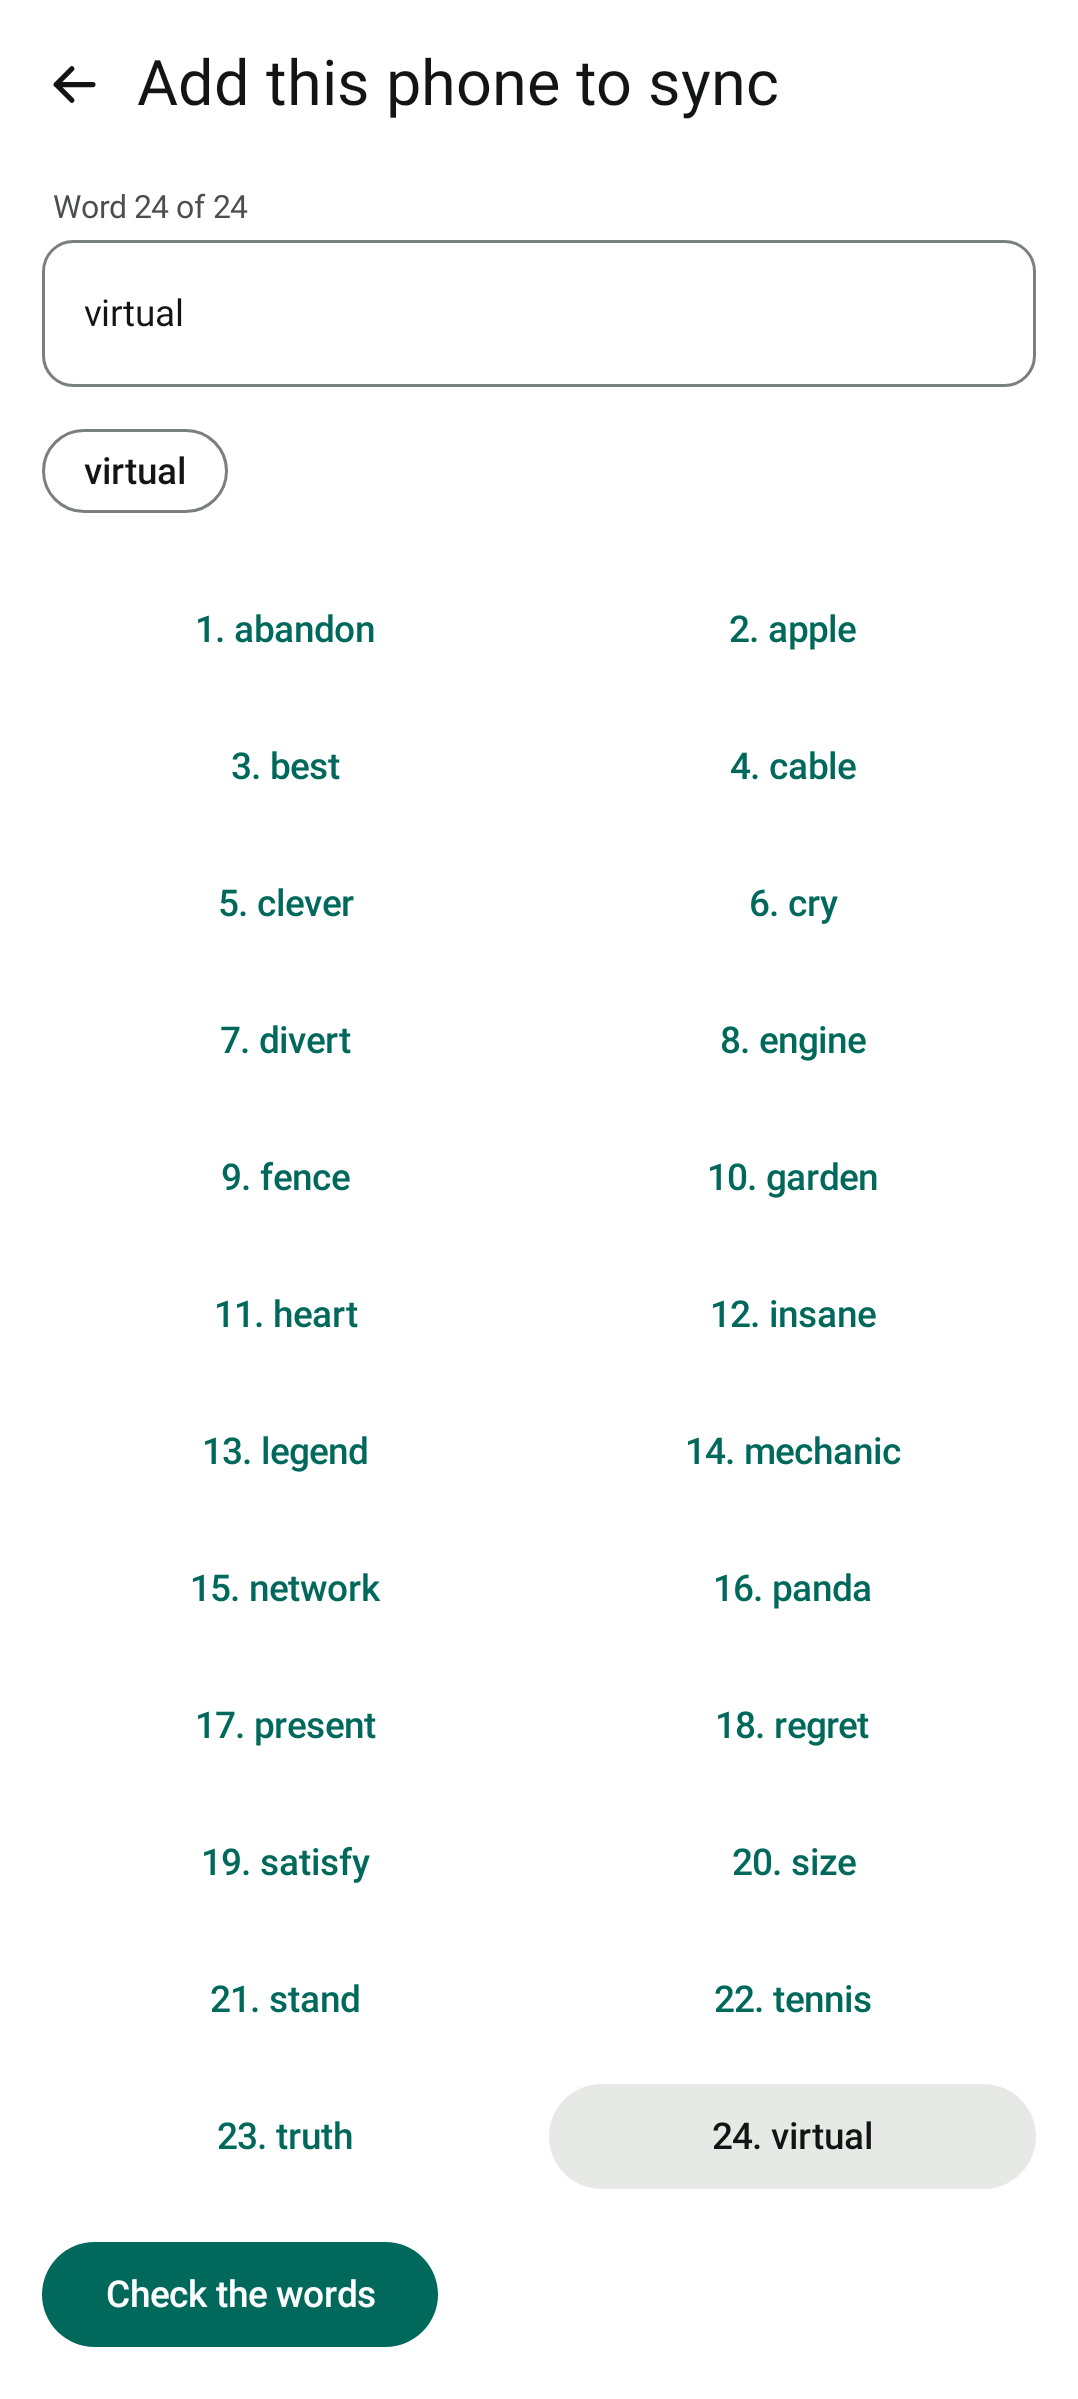 Add this phone to sync
Word 24 of 24
virtual
virtual
1. abandon
2. apple
3. best
4. cable
5. clever
6. cry
7. divert
8. engine
9. fence
10. garden
11. heart
12. insane
13. legend
14. mechanic
15. network
16. panda
17. present
18. regret
19. satisfy
20. size
21. stand
22. tennis
23. truth
24. virtual
Check the words